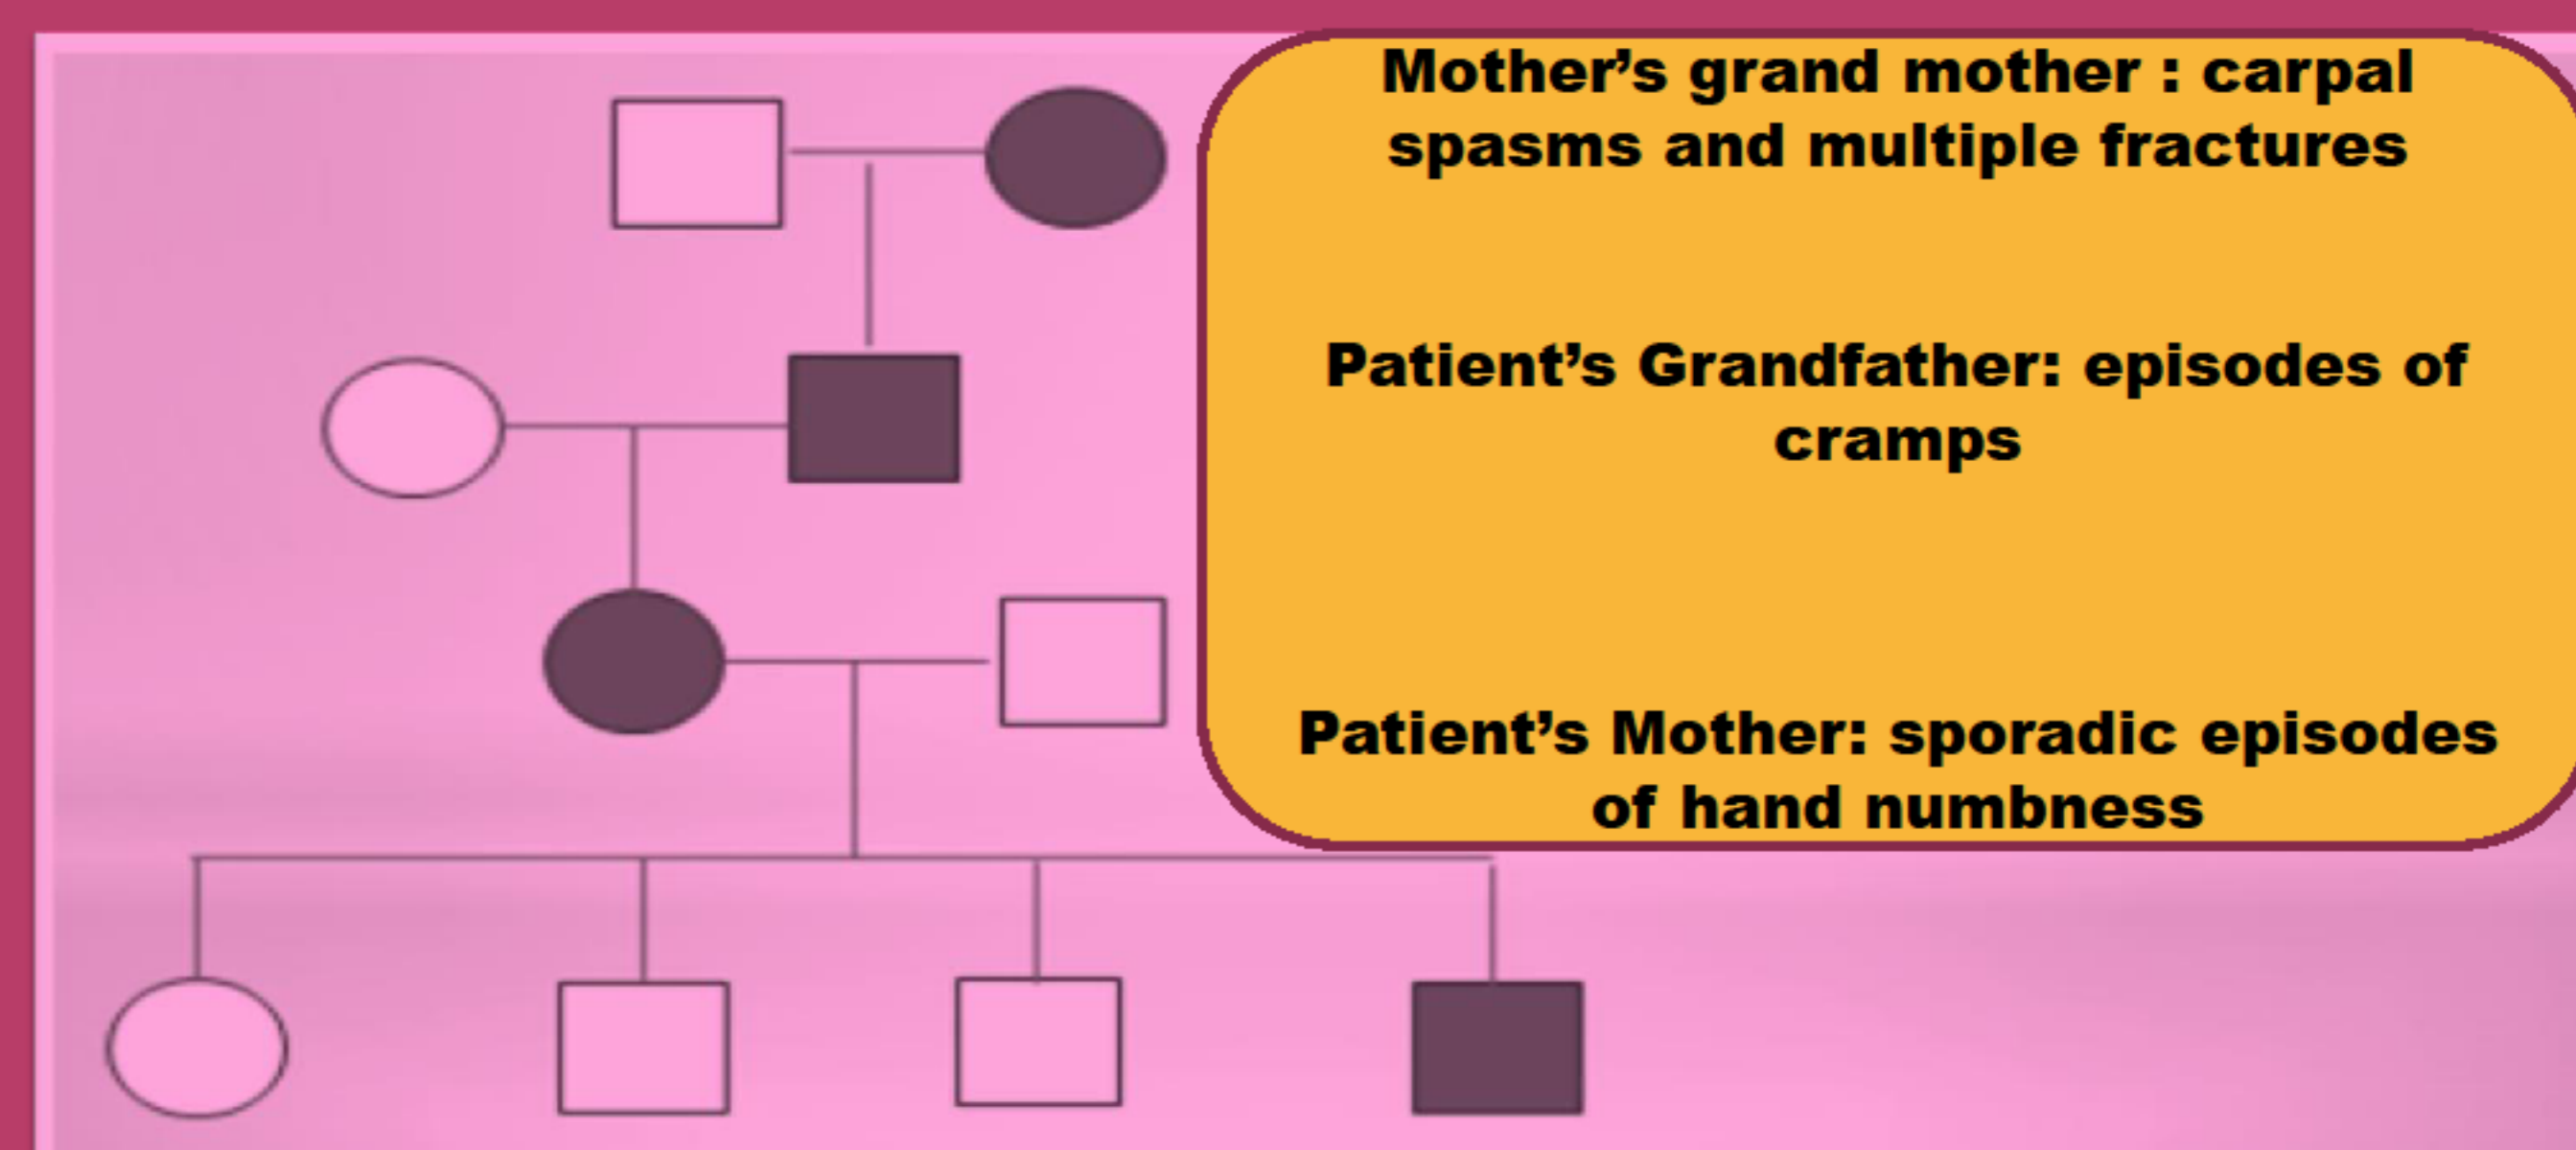 Mother’s grand mother : carpal
spasms and multiple fractures
Patient’s Grandfather: episodes of
cramps
Patient’s Mother: sporadic episodes
of hand numbness